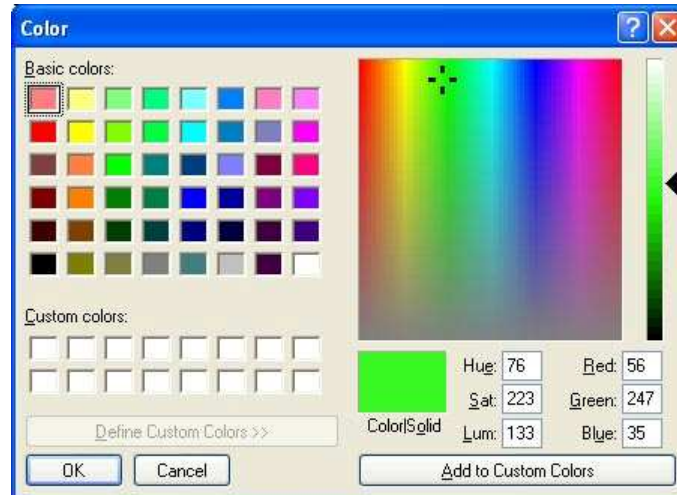 Color
Basic colors:
Custom colors:
Define Custom Colors >>
OK Cancel
Color|Solid
Hue: 76 Red: 56
Sat: 223 Green: 247
Lum: 133 Blue: 35
Add to Custom Colors